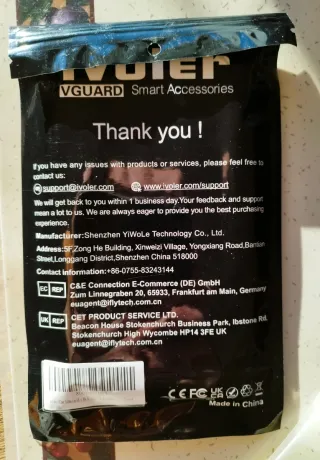 ivoler
VGUARD Smart Accessories
Thank you !
If you have any issues with products or services, please feel free to
contact us:
support@ivoler.com www.ivoler.com/support
We will get back to you within 1 business day.Your feedback and support
mean a lot to us. We are always eager to provide you the best purchasing
experience.
Manufacturer:Shenzhen YiWoLe Technology Co., Ltd.
Address:5F,Zong He Building, Xinweizi Village, Yongxiang Road,Bantian
Street,Longgang District,Shenzhen China 518000
Contact information:+86-0755-83243144
EC REP C&E Connection E-Commerce (DE) GmbH
Zum Linnegraben 20, 65933, Frankfurt am Main, Germany
euagent@iflytech.com.cn
UK REP CET PRODUCT SERVICE LTD.
Beacon House Stokenchurch Business Park, Ibstone Rd,
Stokenchurch High Wycombe HP14 3FE UK
euagent@iflytech.com.cn
CE FC UKCA
Made in China